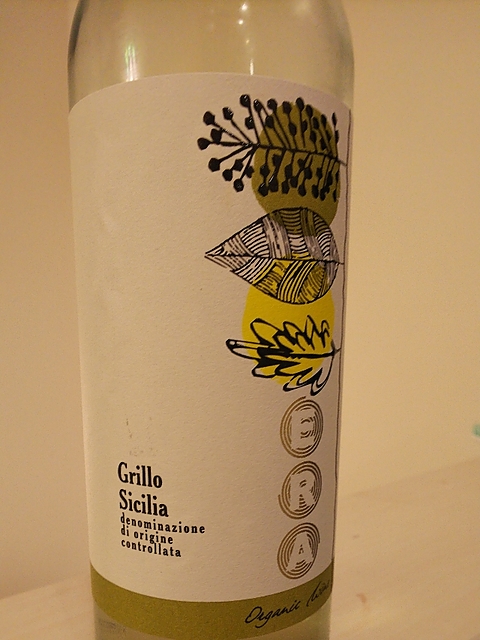 Grillo
Sicilia
denominazione
di origine
controllata
Organic